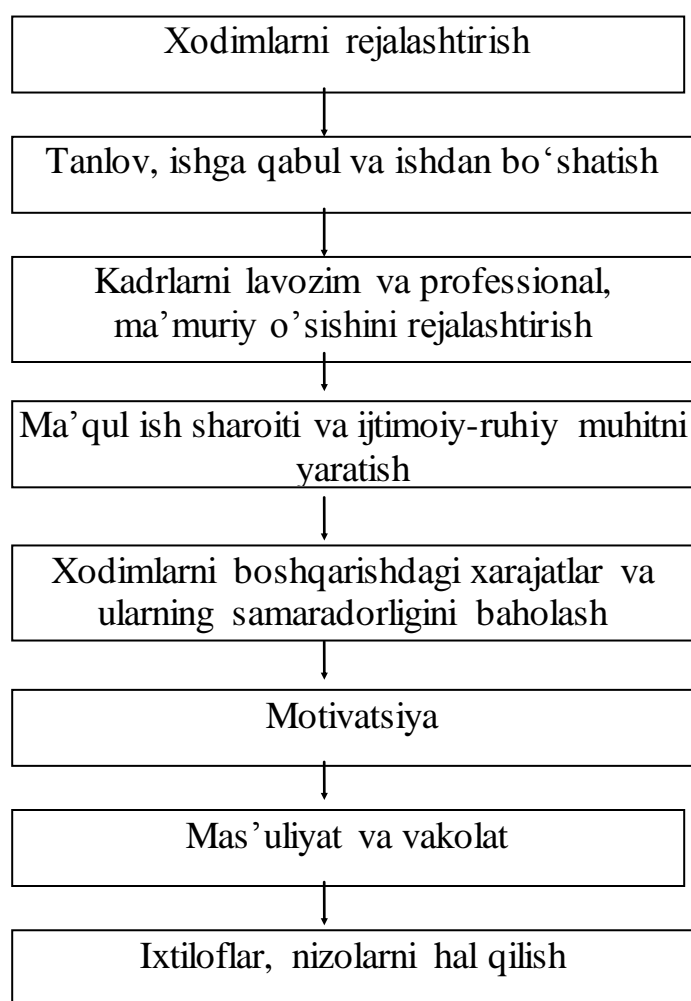 Xodimlarni rejalashtirish
Tanlov, ishga qabul va ishdan bo‘shatish
Kadrlarni lavozim va professional,
ma’muriy o’sishini rejalashtirish
Ma’qul ish sharoiti va ijtimoiy-ruhiy muhitni
yaratish
Xodimlarni boshqarishdagi xarajatlar va
ularning samaradorligini baholash
Motivatsiya
Mas’uliyat va vakolat
Ixtiloflar, nizolarni hal qilish